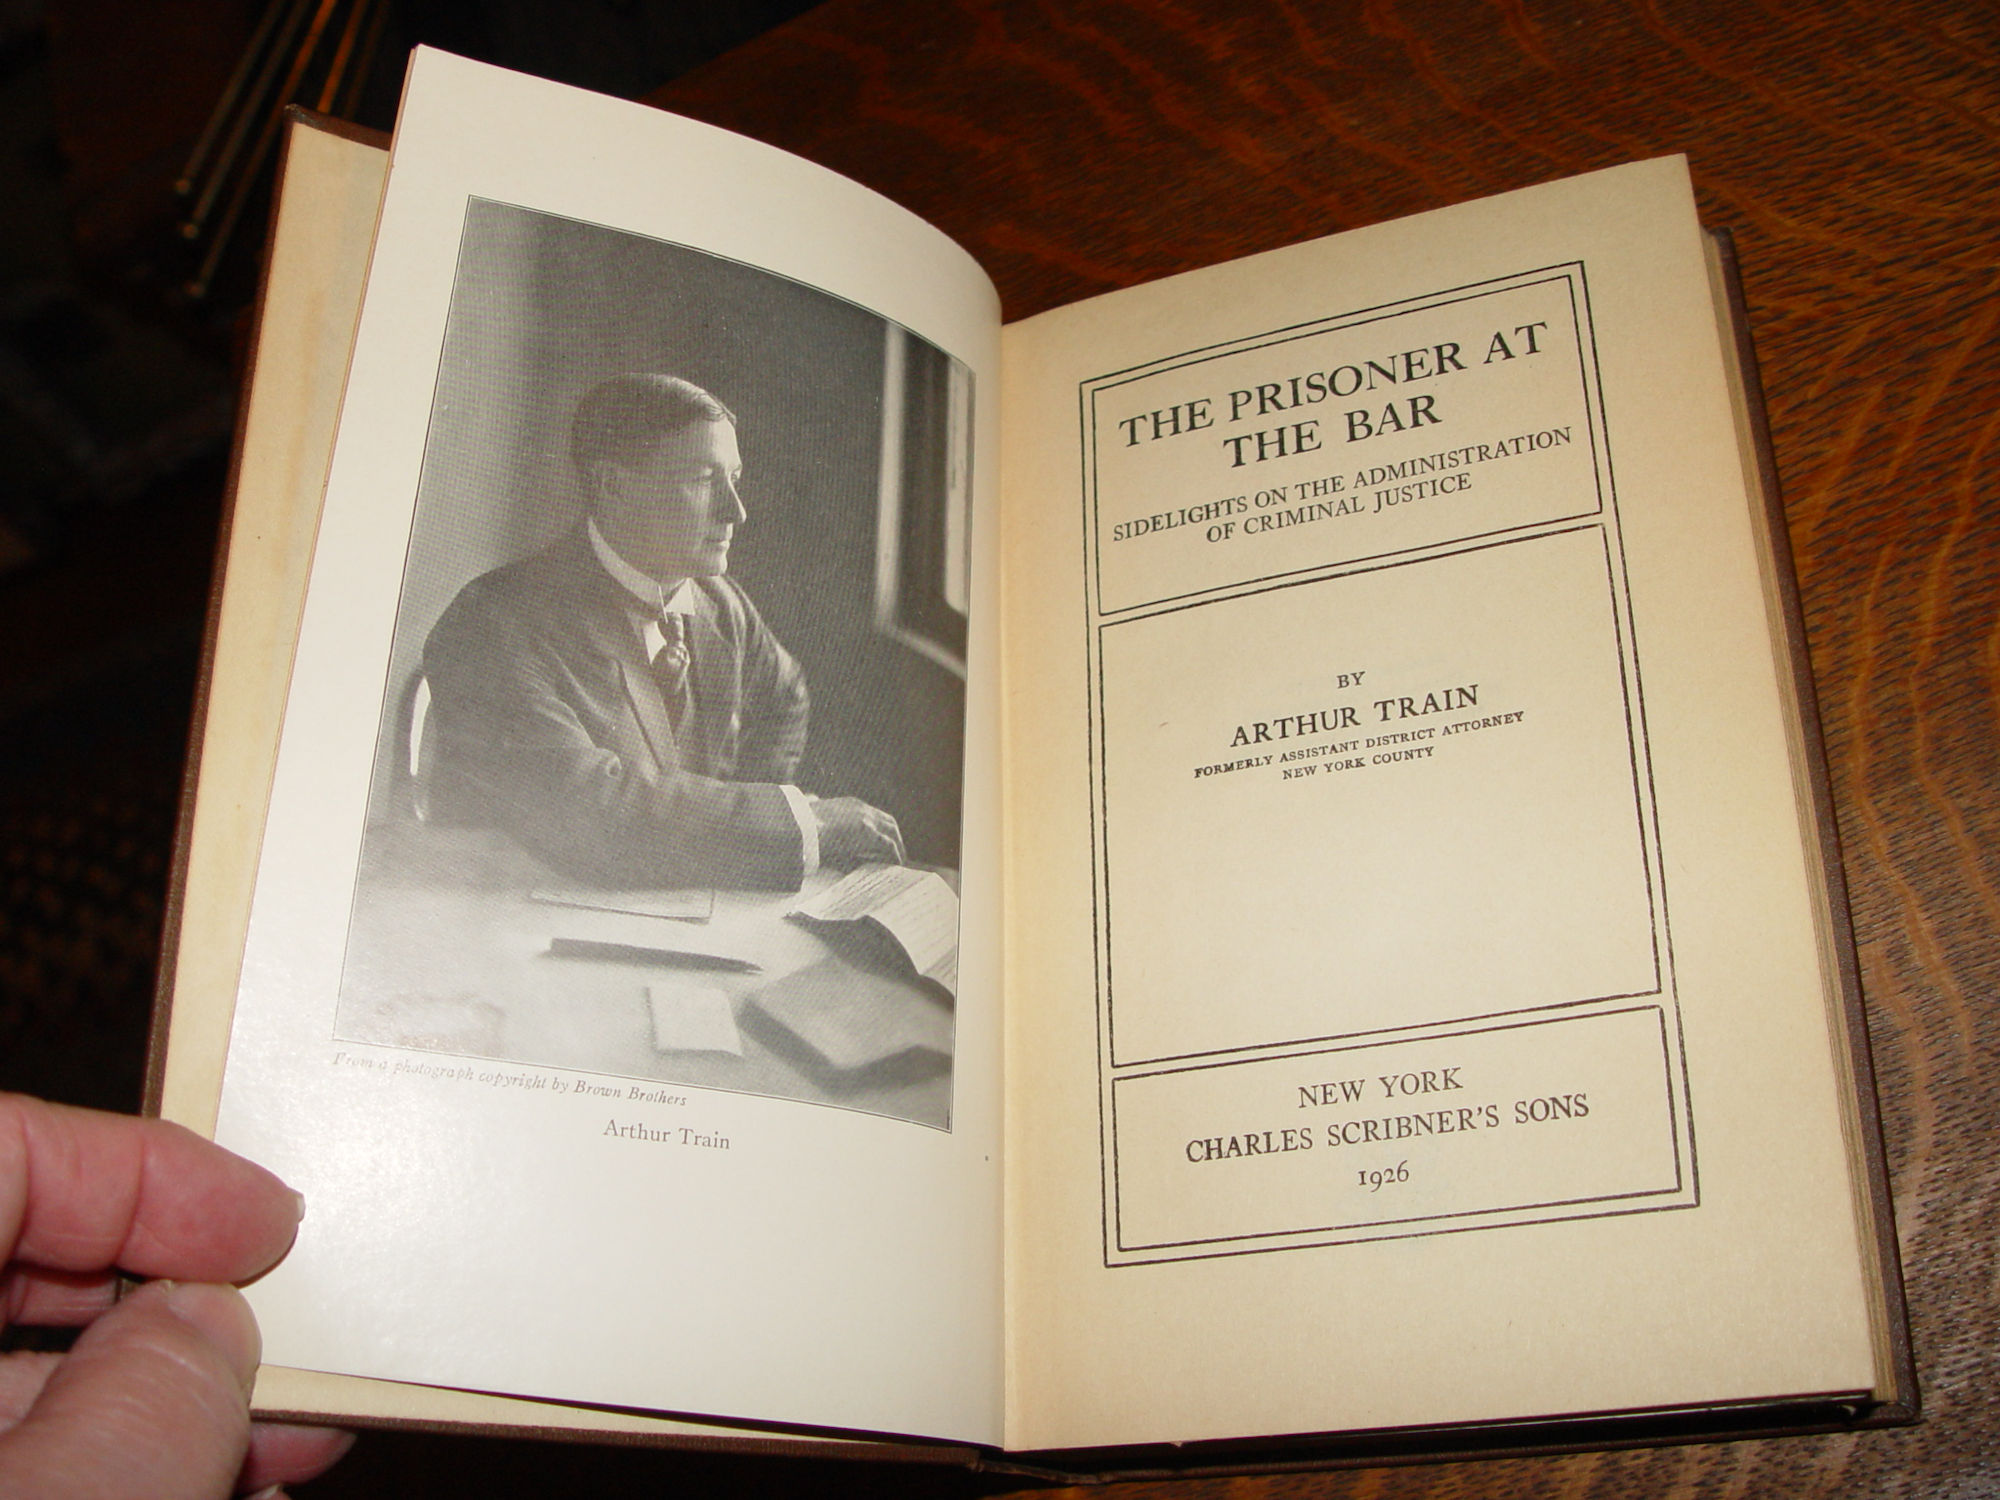 From a photograph copyright by Brown Brothers
Arthur Train
THE PRISONER AT
THE BAR
SIDELIGHTS ON THE ADMINISTRATION
OF CRIMINAL JUSTICE
BY
ARTHUR TRAIN
FORMERLY ASSISTANT DISTRICT ATTORNEY
NEW YORK COUNTY
NEW YORK
CHARLES SCRIBNER'S SONS
1926